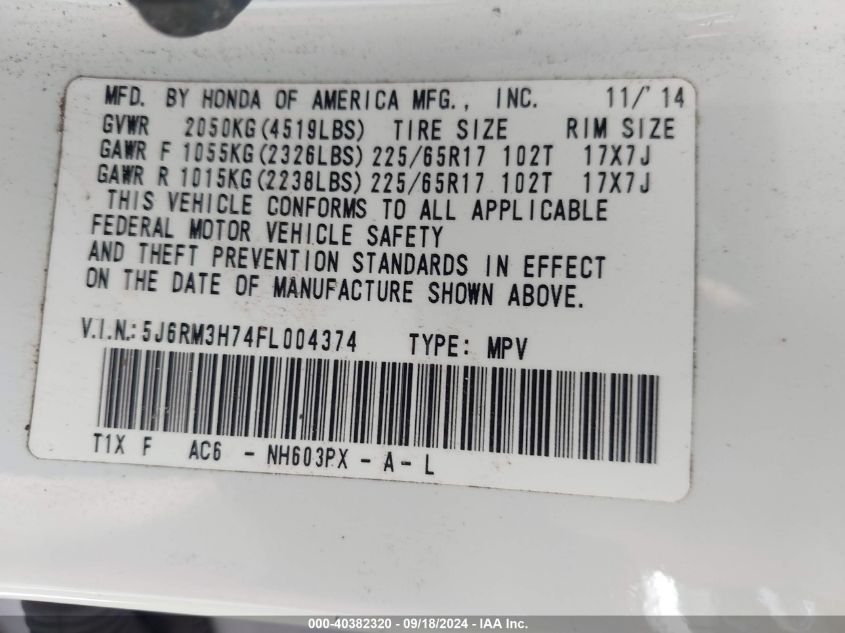 MFD. BY HONDA OF AMERICA MFG., INC. 11/'14
GVWR 2050KG(4519LBS) TIRE SIZE RIM SIZE
GAWR F 1055KG(2326LBS) 225/65R17 102T 17X7J
GAWR R 1015KG(2238LBS) 225/65R17 102T 17X7J
THIS VEHICLE CONFORMS TO ALL APPLICABLE
FEDERAL MOTOR VEHICLE SAFETY
AND THEFT PREVENTION STANDARDS IN EFFECT
ON THE DATE OF MANUFACTURE SHOWN ABOVE.
V.I.N.: 5J6RM3H74FL004374 TYPE: MPV
T1X F AC6 - NH603PX - A - L
000-40382320 - 09/18/2024 - IAA Inc.